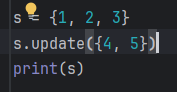 s = {1, 2, 3}
s.update({4, 5})
print(s)